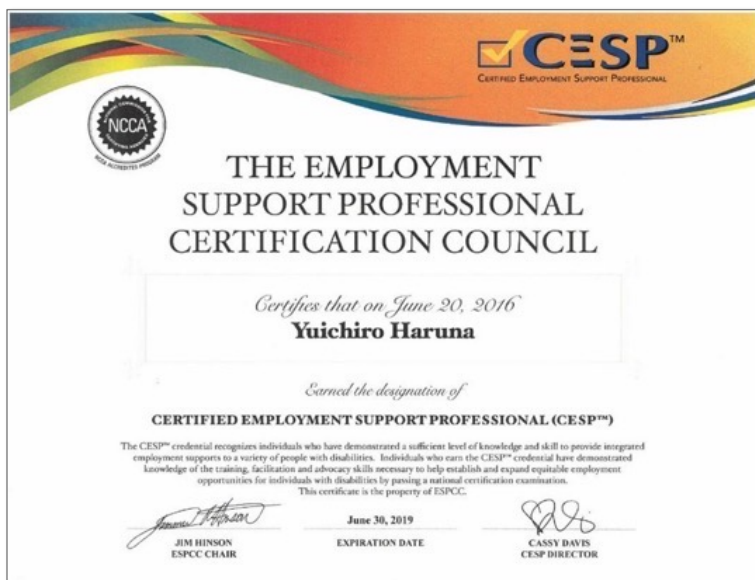 CESP™
CERTIFIED EMPLOYMENT SUPPORT PROFESSIONAL
NCCA
NCCA ACCREDITED PROGRAM
THE EMPLOYMENT
SUPPORT PROFESSIONAL
CERTIFICATION COUNCIL
Certifies that on June 20, 2016
Yuichiro Haruna
Earned the designation of
CERTIFIED EMPLOYMENT SUPPORT PROFESSIONAL (CESP™)
The CESP™ credential recognizes individuals who have demonstrated a sufficient level of knowledge and skill to provide integrated
employment supports to a variety of people with disabilities. Individuals who earn the CESP™ credential have demonstrated
knowledge of the training, facilitation and advocacy skills necessary to help establish and expand equitable employment
opportunities for individuals with disabilities by passing a national certification examination.
This certificate is the property of ESPCC.
June 30, 2019
JIM HINSON
ESPCC CHAIR
EXPIRATION DATE
CASSY DAVIS
CESP DIRECTOR